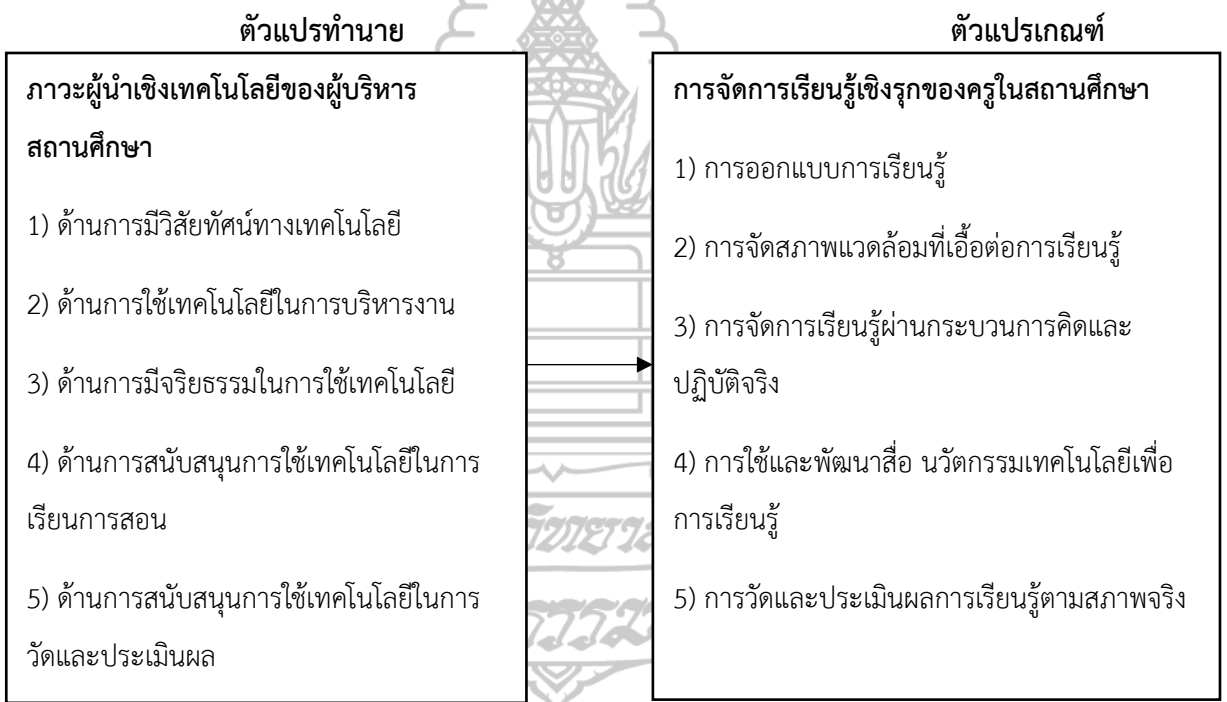 ตัวแปรทำนาย
ภาวะผู้นำเชิงเทคโนโลยีของผู้บริหาร
สถานศึกษา
1) ด้านการมีวิสัยทัศน์ทางเทคโนโลยี
2) ด้านการใช้เทคโนโลยีในการบริหารงาน
3) ด้านการมีจริยธรรมในการใช้เทคโนโลยี
4) ด้านการสนับสนุนการใช้เทคโนโลยีในการ
เรียนการสอน
5) ด้านการสนับสนุนการใช้เทคโนโลยีในการ
วัดและประเมินผล
ตัวแปรเกณฑ์
การจัดการเรียนรู้เชิงรุกของครูในสถานศึกษา
1) การออกแบบการเรียนรู้
2) การจัดสภาพแวดล้อมที่เอื้อต่อการเรียนรู้
3) การจัดการเรียนรู้ผ่านกระบวนการคิดและ
ปฏิบัติจริง
4) การใช้และพัฒนาสื่อ นวัตกรรมเทคโนโลยีเพื่อ
การเรียนรู้
5) การวัดและประเมินผลการเรียนรู้ตามสภาพจริง